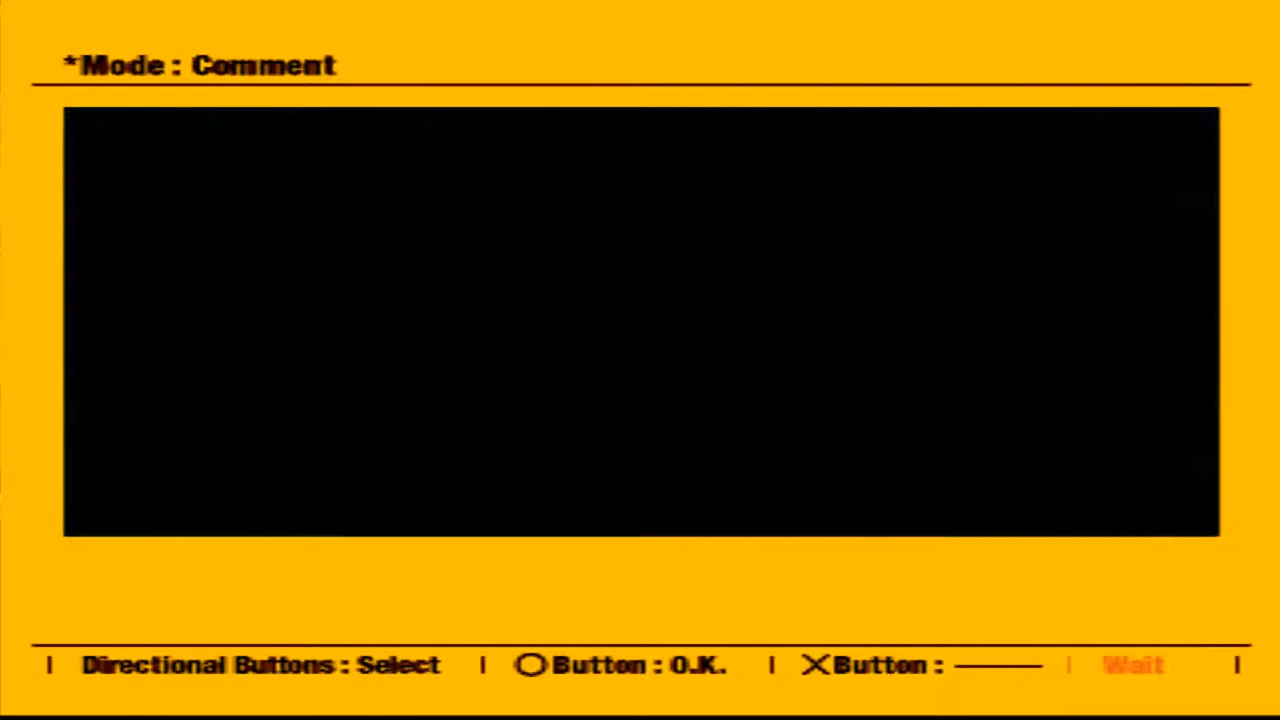 *Mode : Comment
| Directional Buttons : Select | ○Button : O.K. | ×Button : —— | Wait |